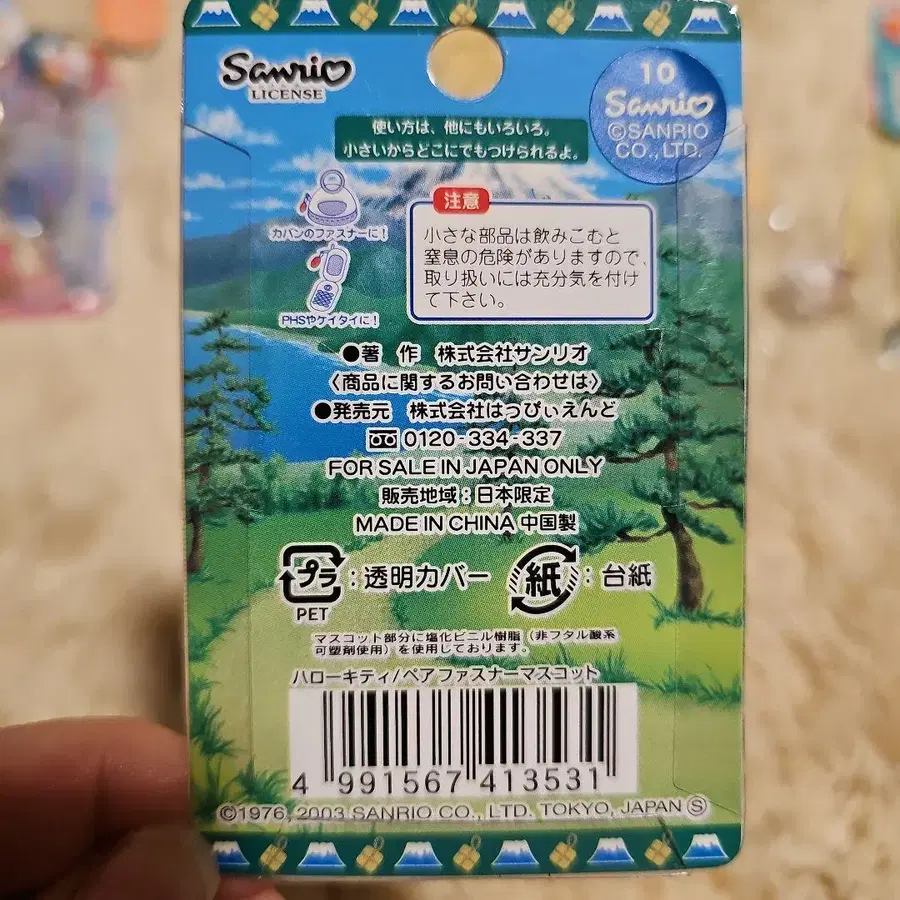 Sanrio
LICENSE
10
Sanrio
©SANRIO
CO., LTD.
使い方は、他にもいろいろ。
小さいからどこにでもつけられるよ。
カバンのファスナーに!
PHSやケイタイに!
注意
小さな部品は飲みこむと
窒息の危険がありますので、
取り扱いには充分気を付け
て下さい。
●著 作 株式会社サンリオ
〈商品に関するお問い合わせは〉
●発売元 株式会社はっぴぃえんど
0120-334-337
FOR SALE IN JAPAN ONLY
販売地域:日本限定
MADE IN CHINA 中国製
プラ:透明カバー
PET
紙:台紙
マスコット部分に塩化ビニル樹脂(非フタル酸系
可塑剤使用)を使用しております。
ハローキティ/ペアファスナーマスコット
4 991567 413531
©1976, 2003 SANRIO CO., LTD. TOKYO, JAPAN Ⓢ